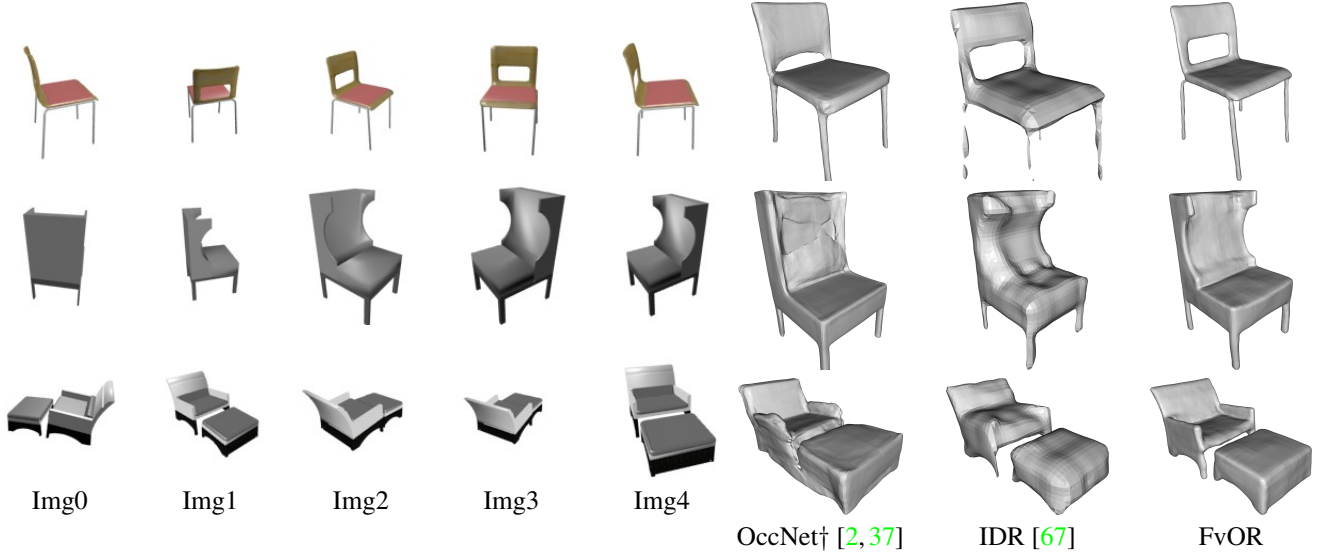 Img0 Img1 Img2 Img3 Img4
OccNet† [2, 37] IDR [67] FvOR